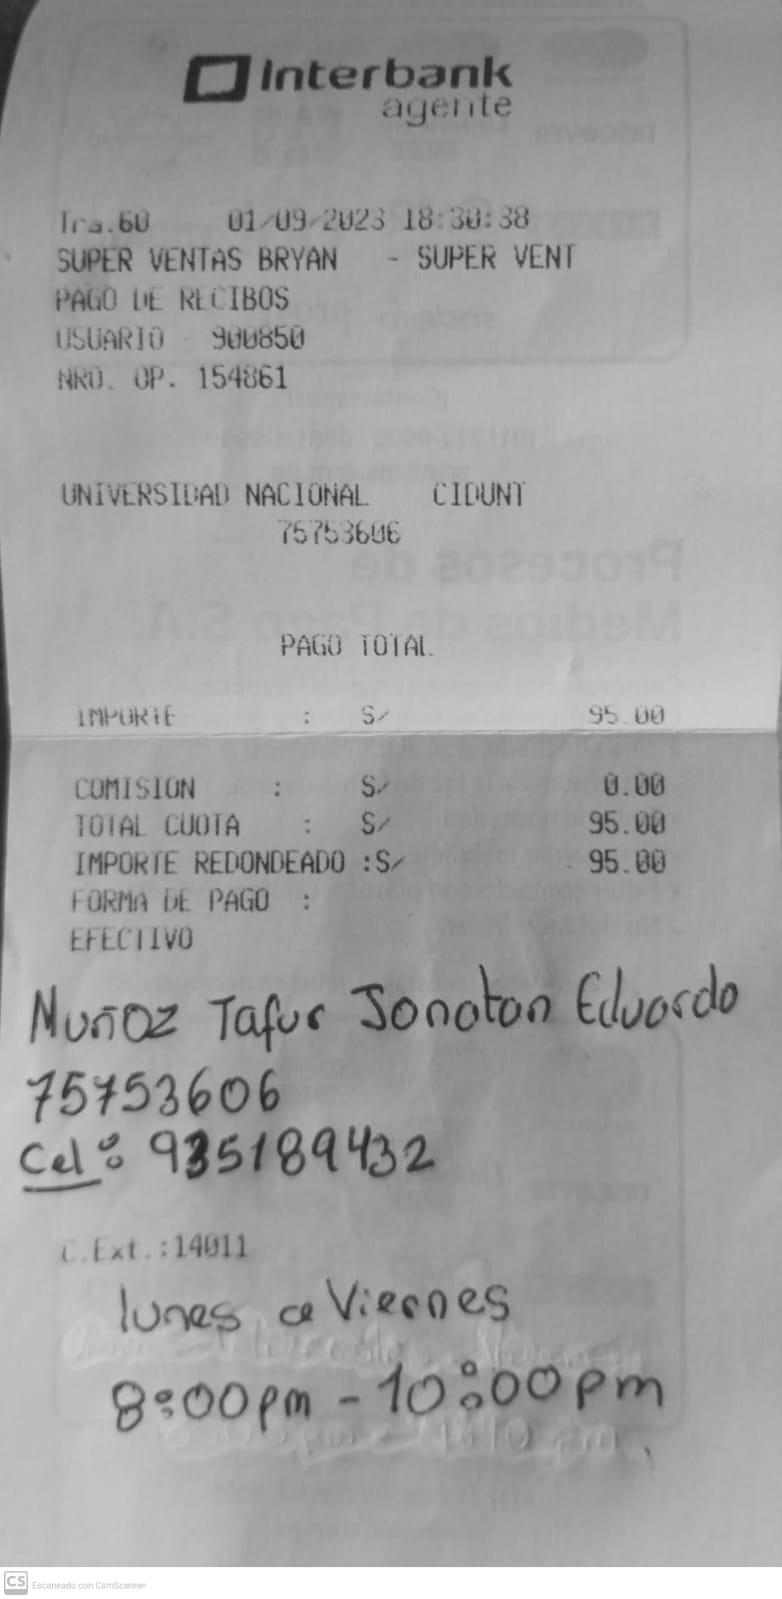 Interbank
agente
Tra.60 01/09/2023 18:30:38
SUPER VENTAS BRYAN - SUPER VENT
PAGO DE RECIBOS
USUARIO 900850
NRO. OP. 154861
UNIVERSIDAD NACIONAL CIDUNT
75753606
PAGO TOTAL
IMPORTE : S/ 95.00
COMISION : S/ 0.00
TOTAL CUOTA : S/ 95.00
IMPORTE REDONDEADO :S/ 95.00
FORMA DE PAGO :
EFECTIVO
Muñoz Tafur Jonatan Eduardo
75753606
Cel: 935189432
C.Ext.:14011
lunes a Viernes
8:00pm - 10:00pm
CS Escaneado con CamScanner